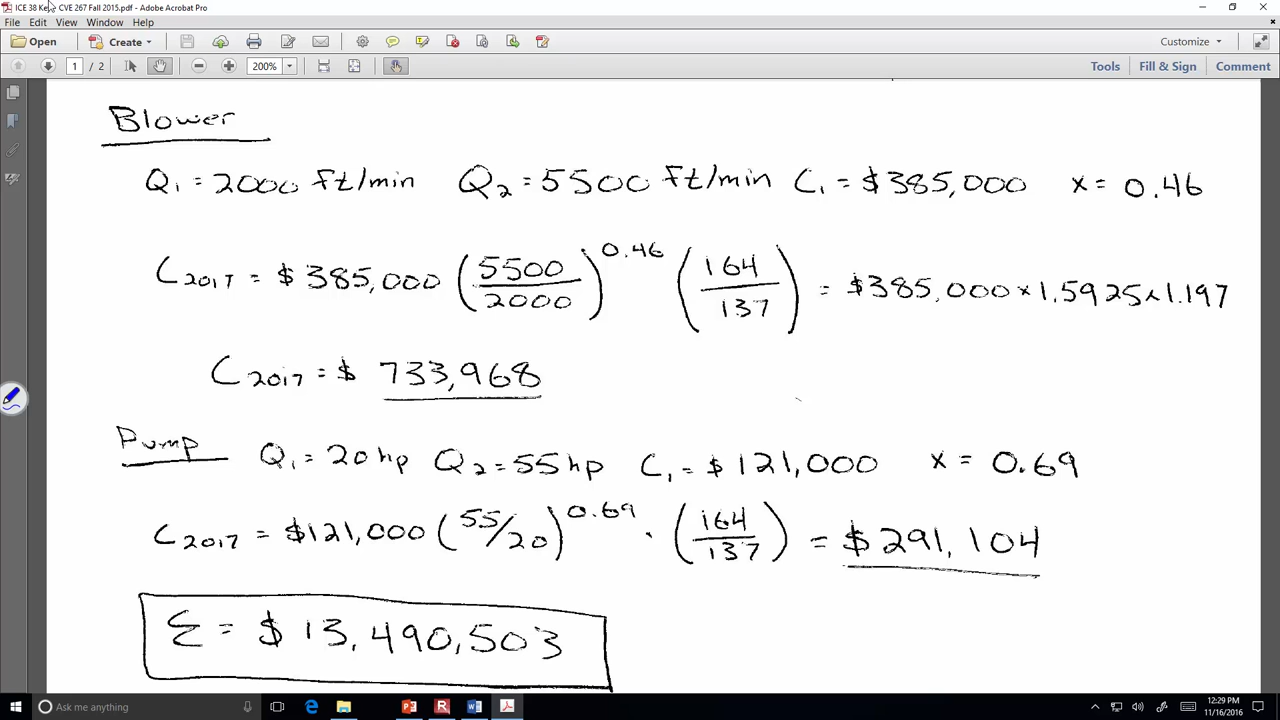 ICE 38 Key CVE 267 Fall 2015.pdf - Adobe Acrobat Pro
File Edit View Window Help
Open Create Customize
1 / 2 200% Tools Fill & Sign Comment
Blower
Q₁ = 2000 ft/min Q₂ = 5500 ft/min C₁ = $385,000 x = 0.46
C₂₀₁₇ = $385,000 (5500/2000)^0.46 (164/137) = $385,000 × 1.5925 × 1.197
C₂₀₁₇ = $ 733,968
Pump Q₁ = 20 hp Q₂ = 55 hp C₁ = $121,000 x = 0.69
C₂₀₁₇ = $121,000 (55/20)^0.69 · (164/137) = $291,104
Σ = $13,490,503
Ask me anything 12:29 PM
11/16/2016